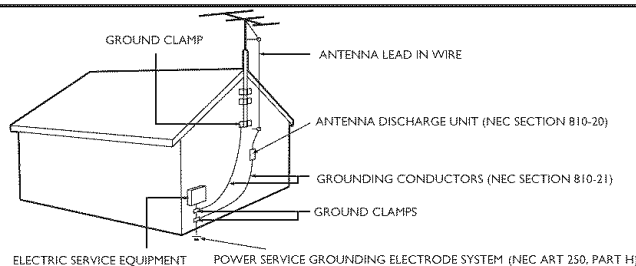 GROUND CLAMP
ANTENNA LEAD IN WIRE
ANTENNA DISCHARGE UNIT (NEC SECTION 810-20)
GROUNDING CONDUCTORS (NEC SECTION 810-21)
GROUND CLAMPS
ELECTRIC SERVICE EQUIPMENT
POWER SERVICE GROUNDING ELECTRODE SYSTEM (NEC ART 250, PART H)